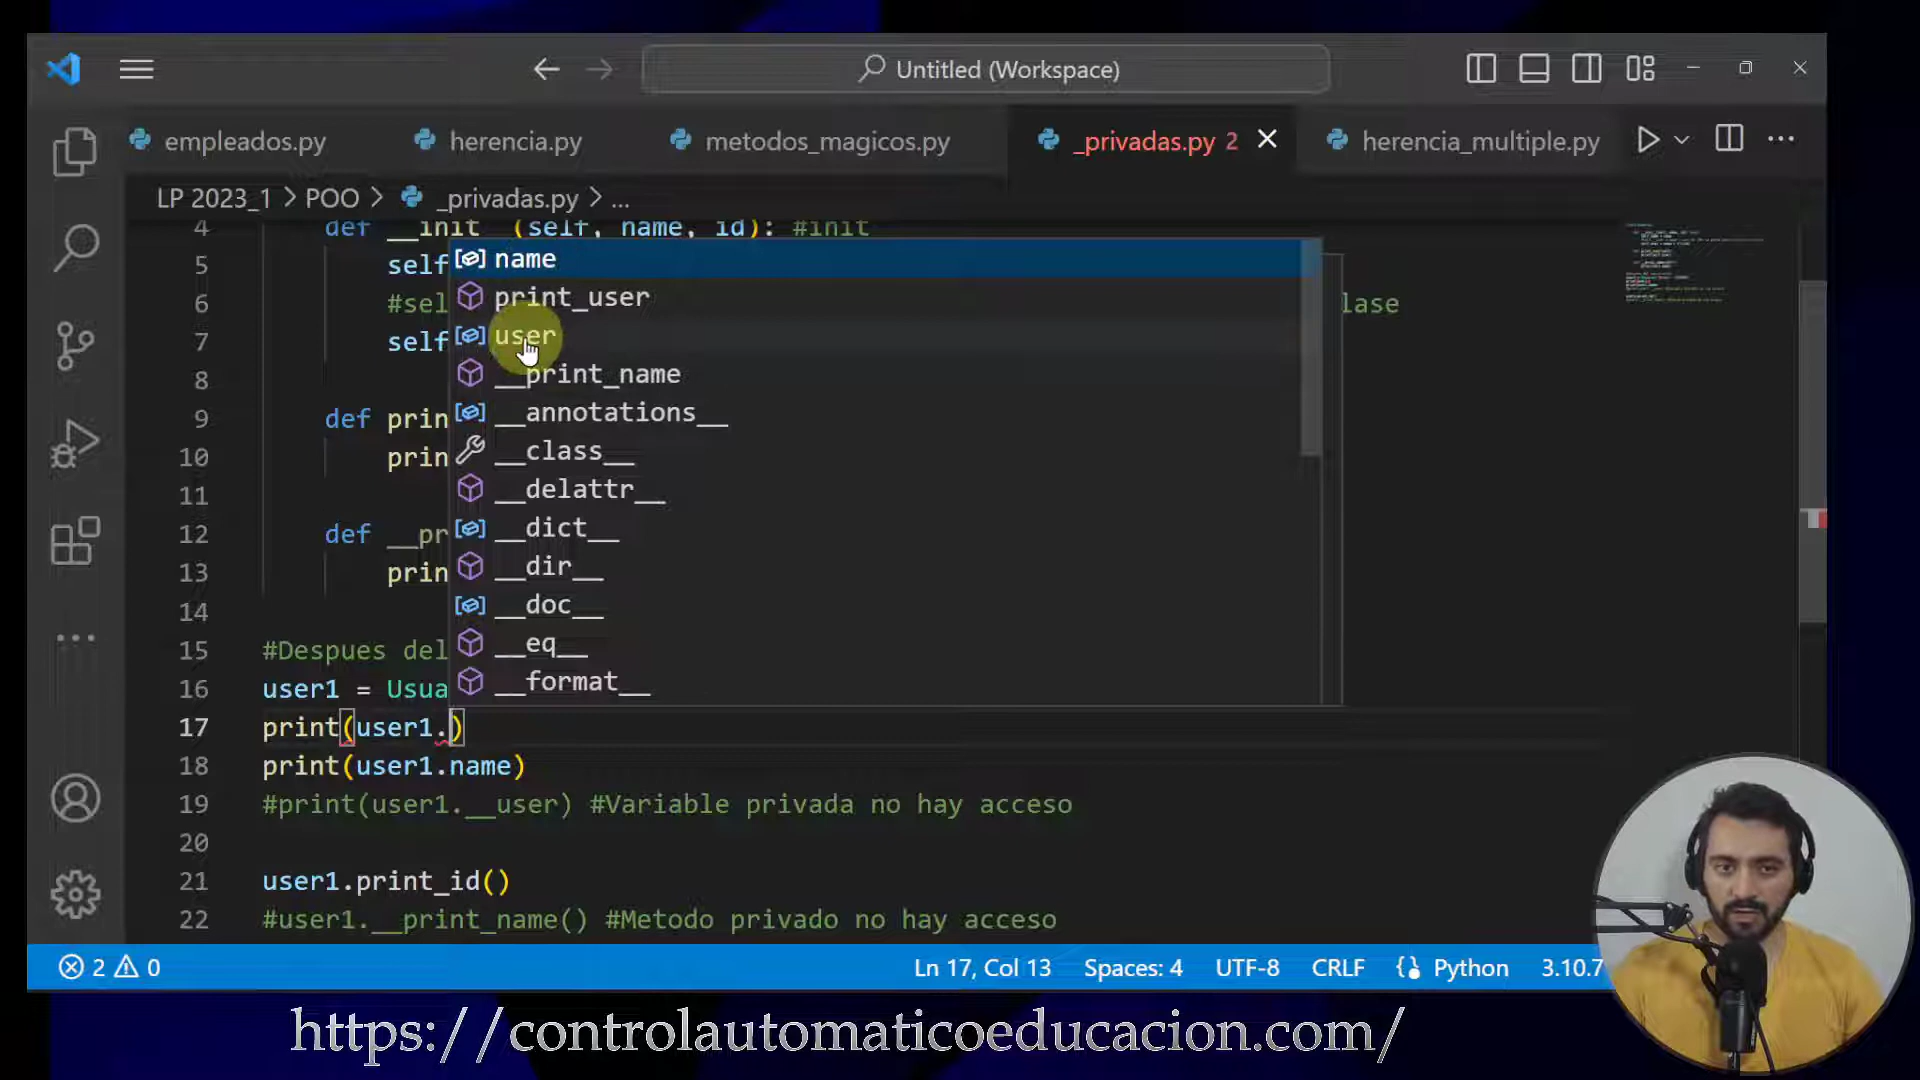 Untitled (Workspace)
empleados.py
herencia.py
metodos_magicos.py
_privadas.py 2
herencia_multiple.py
LP 2023_1 > POO > _privadas.py > ...
4 def __init__(self, name, id): #init
5 self
6 #sel lase
7 self
8
9 def prin
10 prin
11
12 def __pr
13 prin
14
15 #Despues del
16 user1 = Usua
17 print(user1.)
18 print(user1.name)
19 #print(user1.__user) #Variable privada no hay acceso
20
21 user1.print_id()
22 #user1.__print_name() #Metodo privado no hay acceso
name
print_user
user
__print_name
__annotations__
__class__
__delattr__
__dict__
__dir__
__doc__
__eq__
__format__
2 0
Ln 17, Col 13
Spaces: 4
UTF-8
CRLF
Python
3.10.7
https://controlautomaticoeducacion.com/